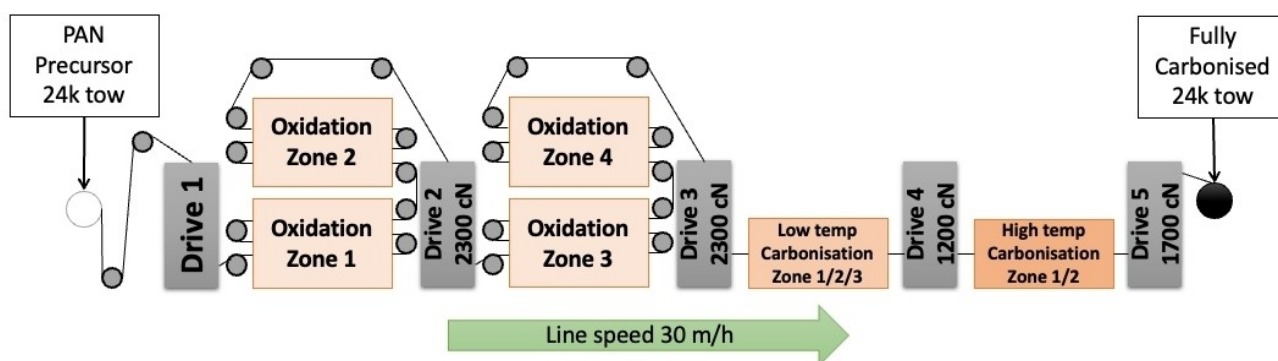 PAN
Precursor
24k tow
Drive 1
Oxidation
Zone 2
Oxidation
Zone 1
Drive 2
2300 cN
Oxidation
Zone 4
Oxidation
Zone 3
Drive 3
2300 cN
Low temp
Carbonisation
Zone 1/2/3
Drive 4
1200 cN
High temp
Carbonisation
Zone 1/2
Drive 5
1700 cN
Fully
Carbonised
24k tow
Line speed 30 m/h